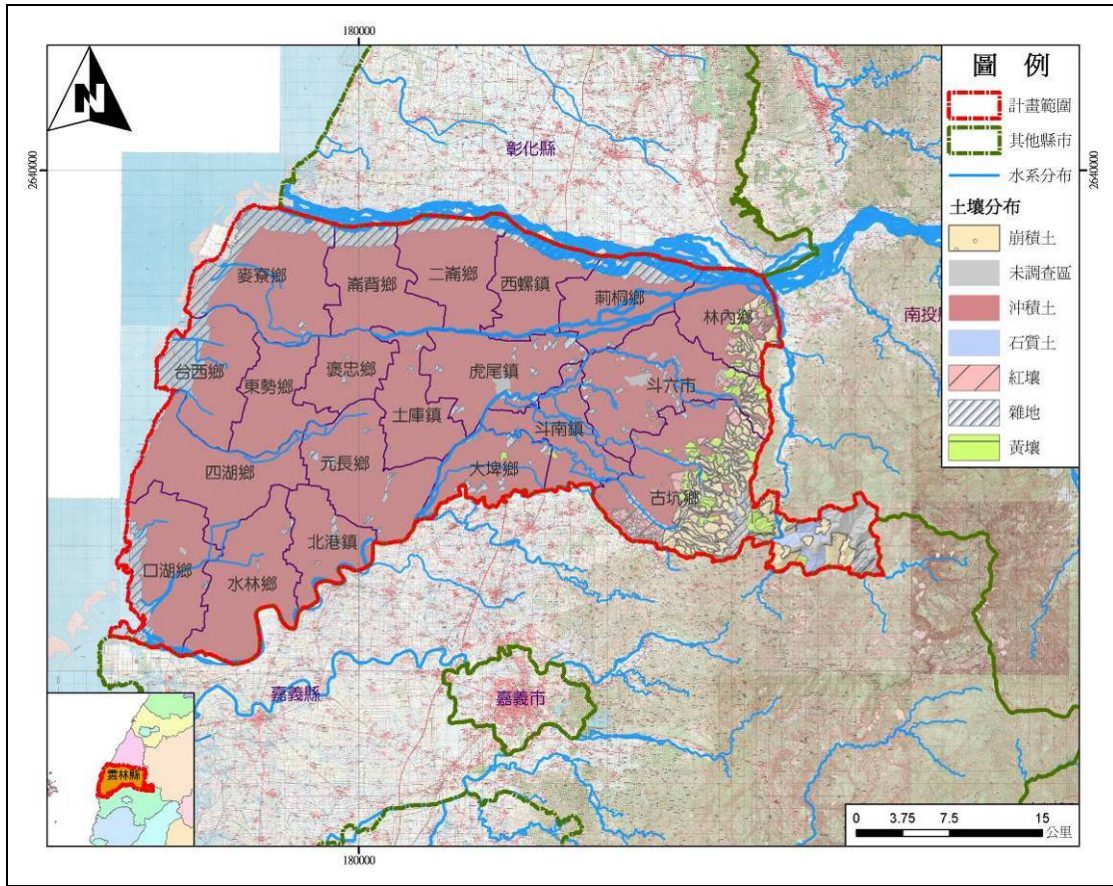 180000
圖 例
計畫範圍
其他縣市
水系分布
土壤分布
崩積土
未調查區
沖積土
石質土
紅壤
雜地
黃壤
彰化縣
2640000
2640000
麥寮鄉
崙背鄉
二崙鄉
西螺鎮
莿桐鄉
林內鄉
南投縣
台西鄉
東勢鄉
褒忠鄉
虎尾鎮
斗六市
土庫鎮
斗南鎮
四湖鄉
元長鄉
大埤鄉
古坑鄉
北港鎮
口湖鄉
水林鄉
嘉義縣
嘉義市
雲林縣
0 3.75 7.5 15
公里
180000
N